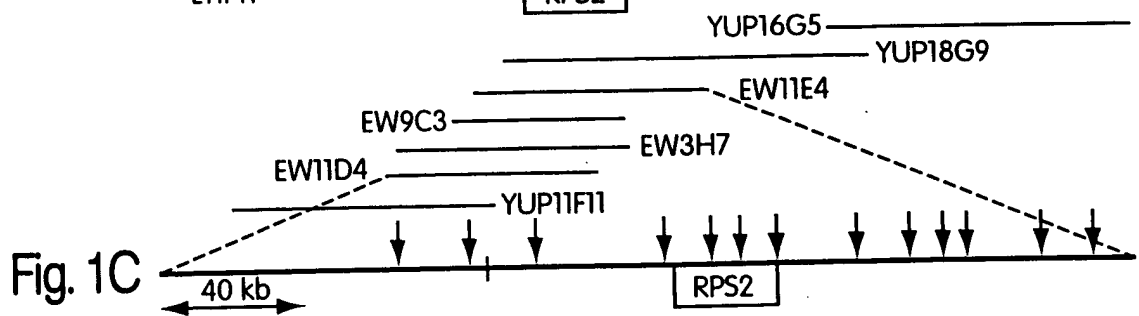 RPS2
YUP16G5
YUP18G9
EW11E4
EW9C3
EW3H7
EW11D4
YUP11F11
Fig. 1C
40 kb
RPS2